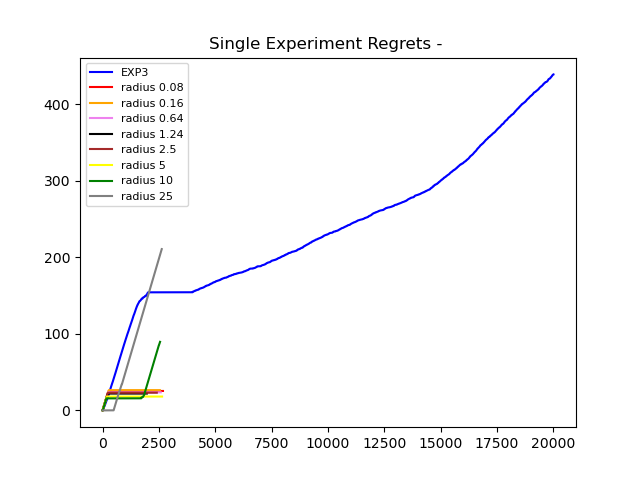 Single Experiment Regrets -
EXP3
radius 0.08
radius 0.16
radius 0.64
radius 1.24
radius 2.5
radius 5
radius 10
radius 25
400
300
200
100
0
0 2500 5000 7500 10000 12500 15000 17500 20000